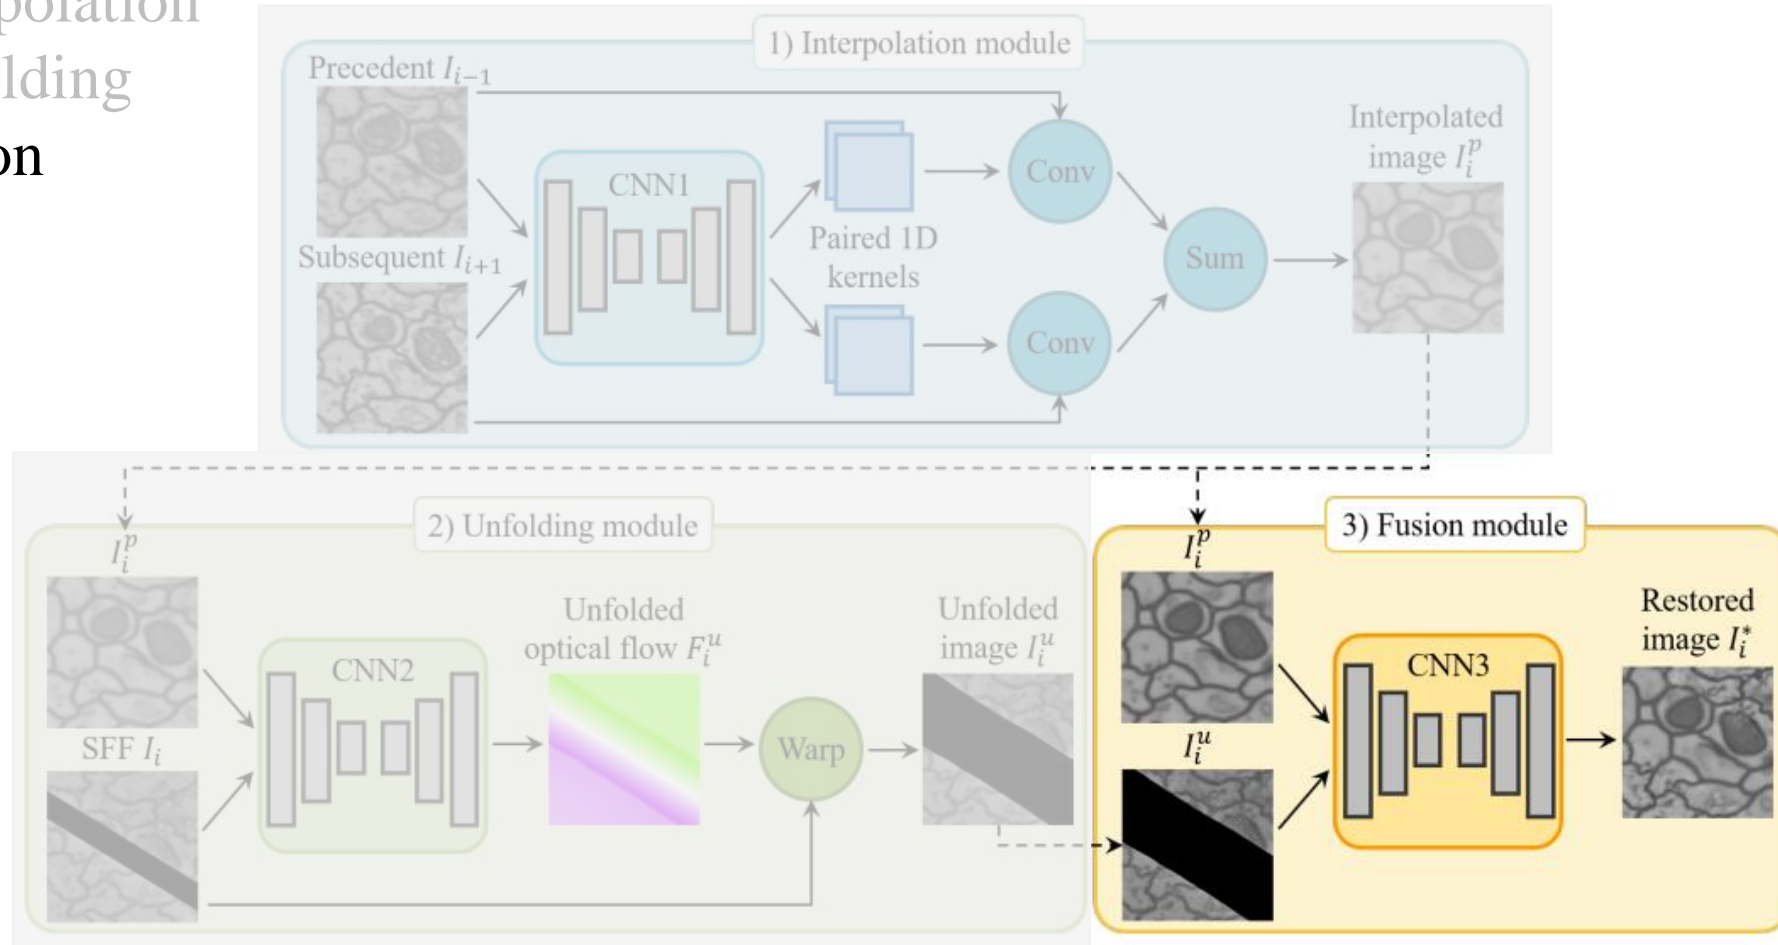 polation
lding
on
1) Interpolation module
Precedent I_{i-1}
Subsequent I_{i+1}
CNN1
Paired 1D
kernels
Conv
Conv
Sum
Interpolated
image I_i^p
2) Unfolding module
I_i^p
SFF I_i
CNN2
Unfolded
optical flow F_i^u
Warp
Unfolded
image I_i^u
3) Fusion module
I_i^p
I_i^u
CNN3
Restored
image I_i^*